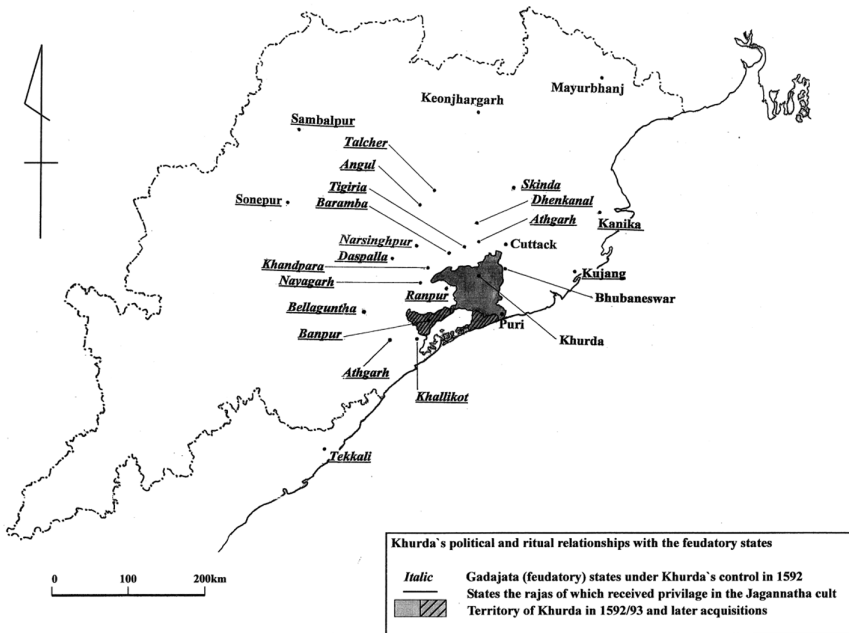 Mayurbhanj
Keonjhargarh
Sambalpur
Talcher
Angul
Skinda
Tigiria
Dhenkanal
Sonepur
Baramba
Athgarh
Kanika
Narsinghpur
Cuttack
Daspalla
Khandpara
Kujang
Nayagarh
Ranpur
Bhubaneswar
Bellaguntha
Puri
Banpur
Khurda
Athgarh
Khallikot
Tekkali
Khurda`s political and ritual relationships with the feudatory states
Italic Gadajata (feudatory) states under Khurda`s control in 1592
States the rajas of which received privilage in the Jagannatha cult
Territory of Khurda in 1592/93 and later acquisitions
0 100 200km